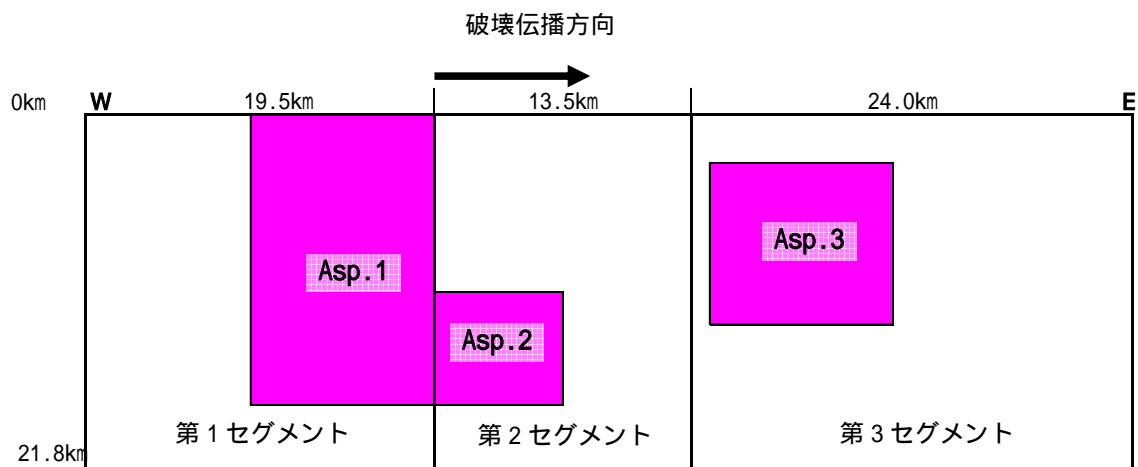 破壊伝播方向
0km W 19.5km 13.5km 24.0km E
Asp.3
Asp.1
Asp.2
第1セグメント 第2セグメント 第3セグメント
21.8km